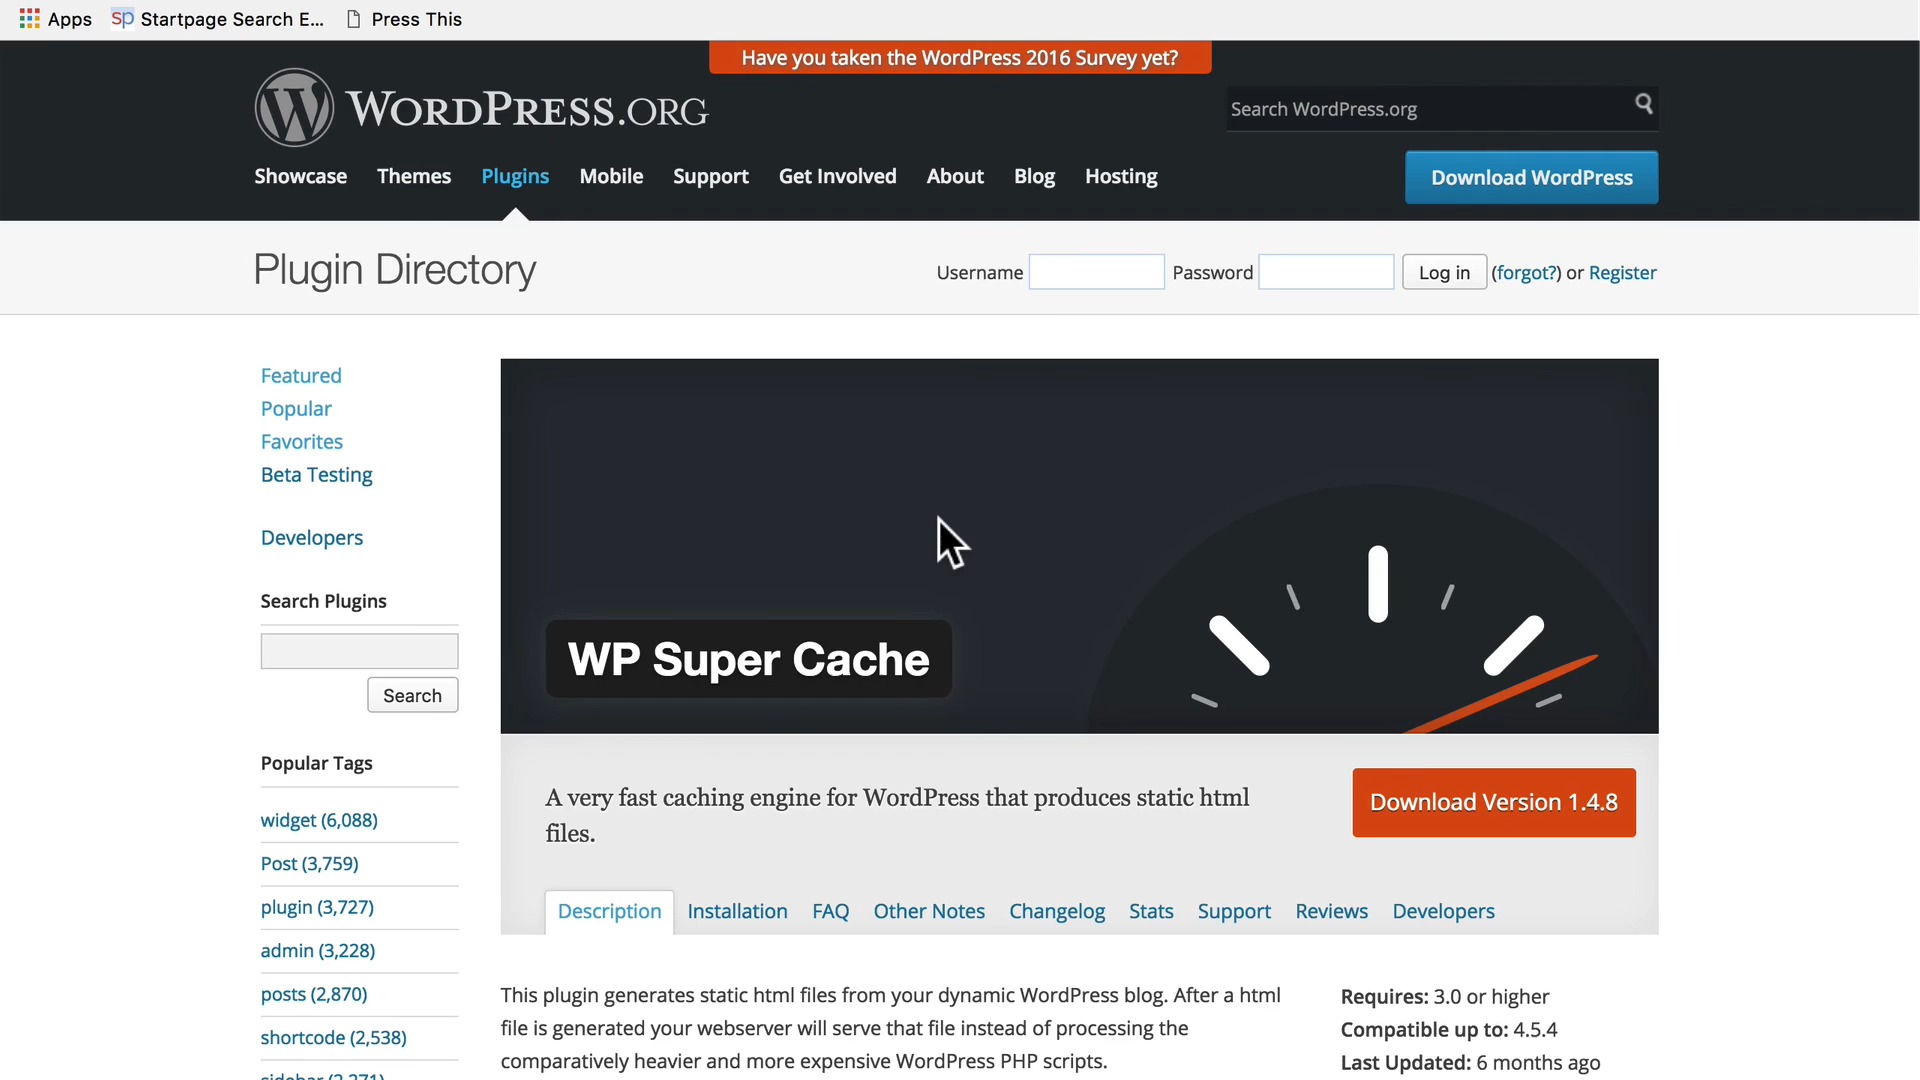 Apps Startpage Search E... Press This
Have you taken the WordPress 2016 Survey yet?
WORDPRESS.ORG
Search WordPress.org
Showcase Themes Plugins Mobile Support Get Involved About Blog Hosting
Download WordPress
Plugin Directory
Username Password Log in (forgot?) or Register
Featured
Popular
Favorites
Beta Testing
Developers
Search Plugins
Search
Popular Tags
widget (6,088)
Post (3,759)
plugin (3,727)
admin (3,228)
posts (2,870)
shortcode (2,538)
sidebar (2,271)
WP Super Cache
A very fast caching engine for WordPress that produces static html
files.
Download Version 1.4.8
Description Installation FAQ Other Notes Changelog Stats Support Reviews Developers
This plugin generates static html files from your dynamic WordPress blog. After a html
file is generated your webserver will serve that file instead of processing the
comparatively heavier and more expensive WordPress PHP scripts.
Requires: 3.0 or higher
Compatible up to: 4.5.4
Last Updated: 6 months ago